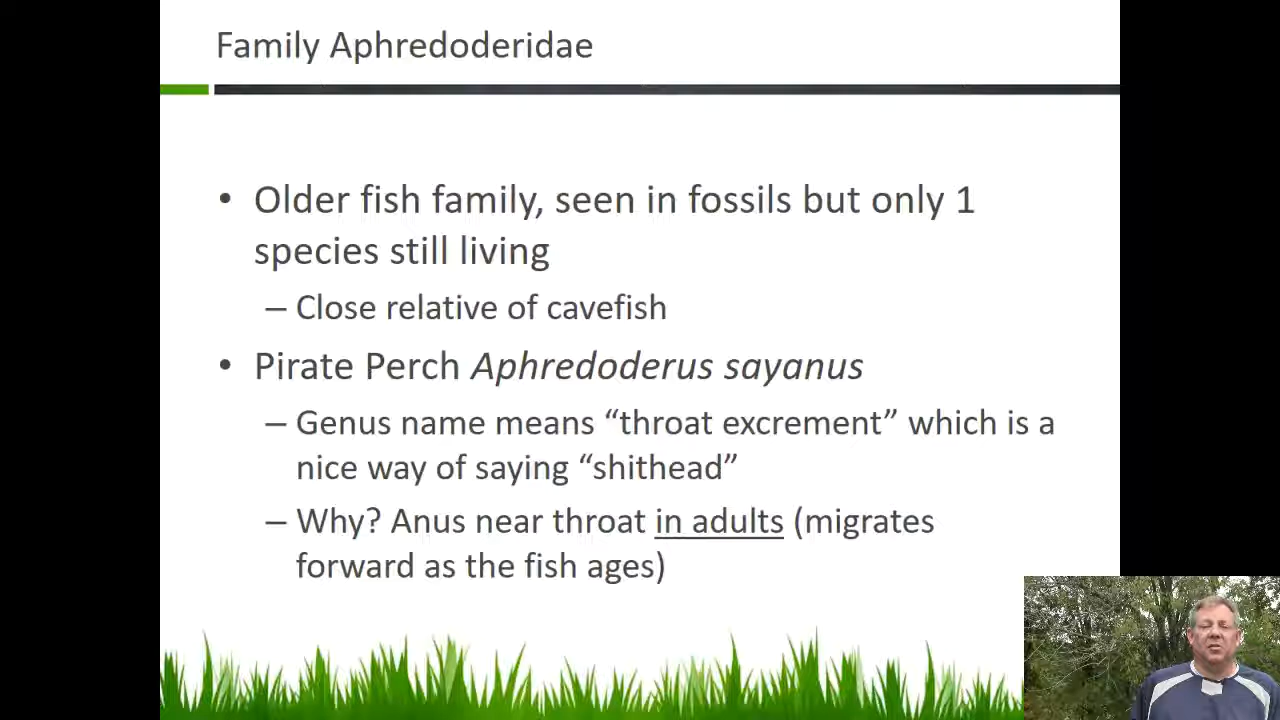 Family Aphredoderidae
• Older fish family, seen in fossils but only 1
species still living
– Close relative of cavefish
• Pirate Perch Aphredoderus sayanus
– Genus name means “throat excrement” which is a
nice way of saying “shithead”
– Why? Anus near throat in adults (migrates
forward as the fish ages)